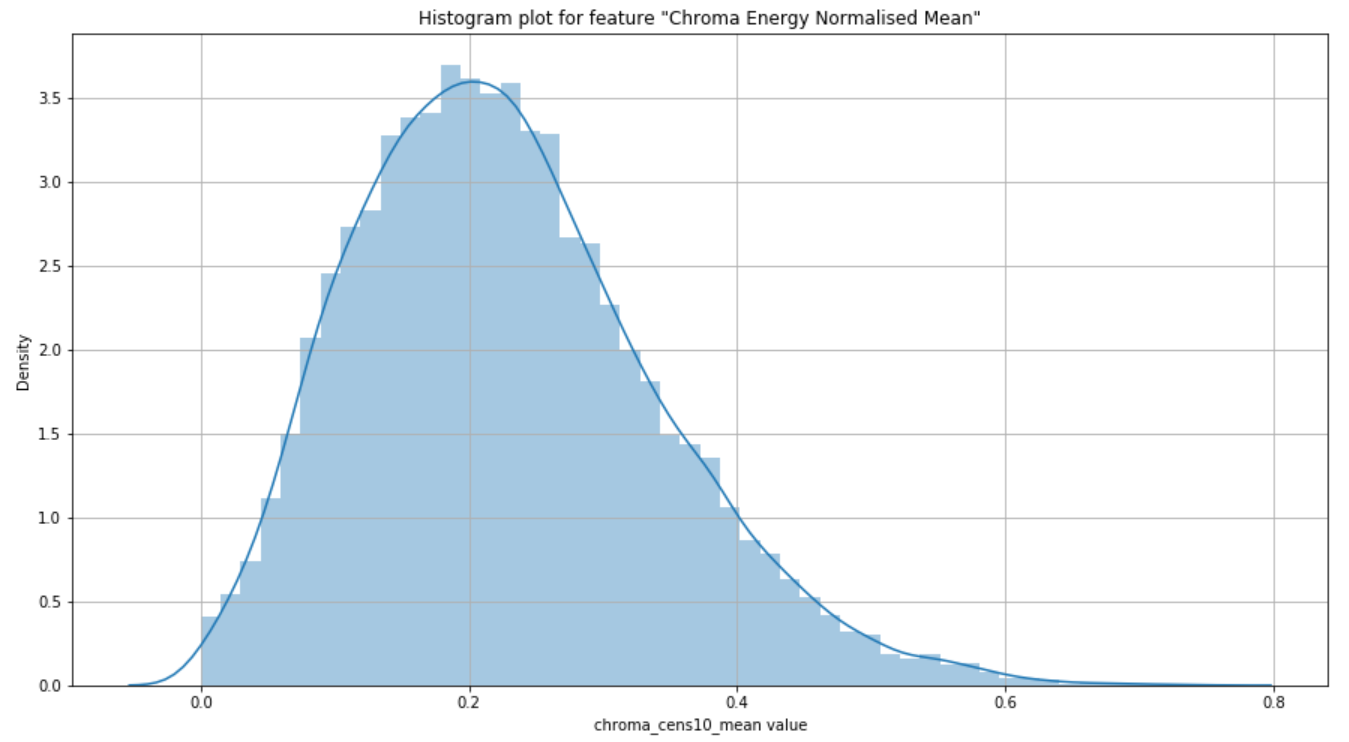 Histogram plot for feature "Chroma Energy Normalised Mean"
3.5
3.0
2.5
2.0
1.5
1.0
0.5
0.0
Density
0.0 0.2 0.4 0.6 0.8
chroma_cens10_mean value